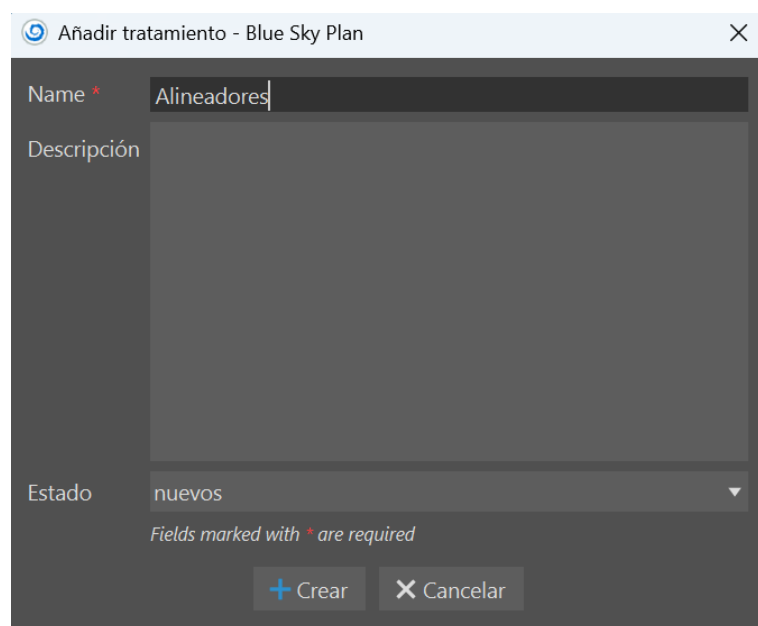 Añadir tratamiento - Blue Sky Plan
Name *
Alineadores
Descripción
Estado
nuevos
Fields marked with * are required
Crear
Cancelar